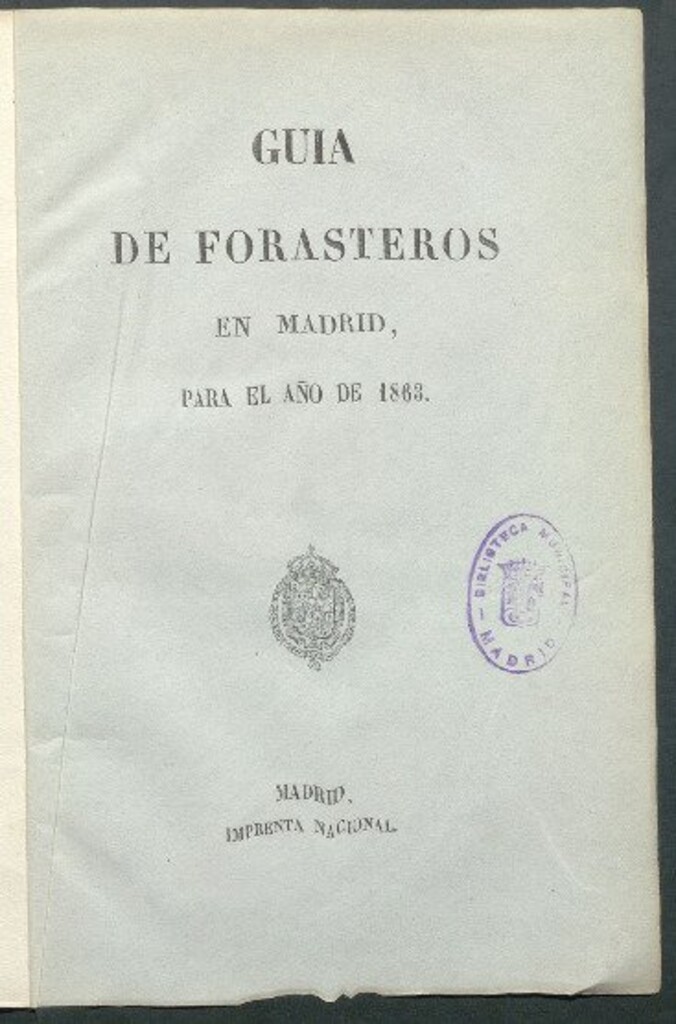 GUIA
DE FORASTEROS
EN MADRID,
PARA EL AÑO DE 1863.
BIBLIOTECA MUNICIPAL
— MADRID
MADRID.
IMPRENTA NACIONAL.